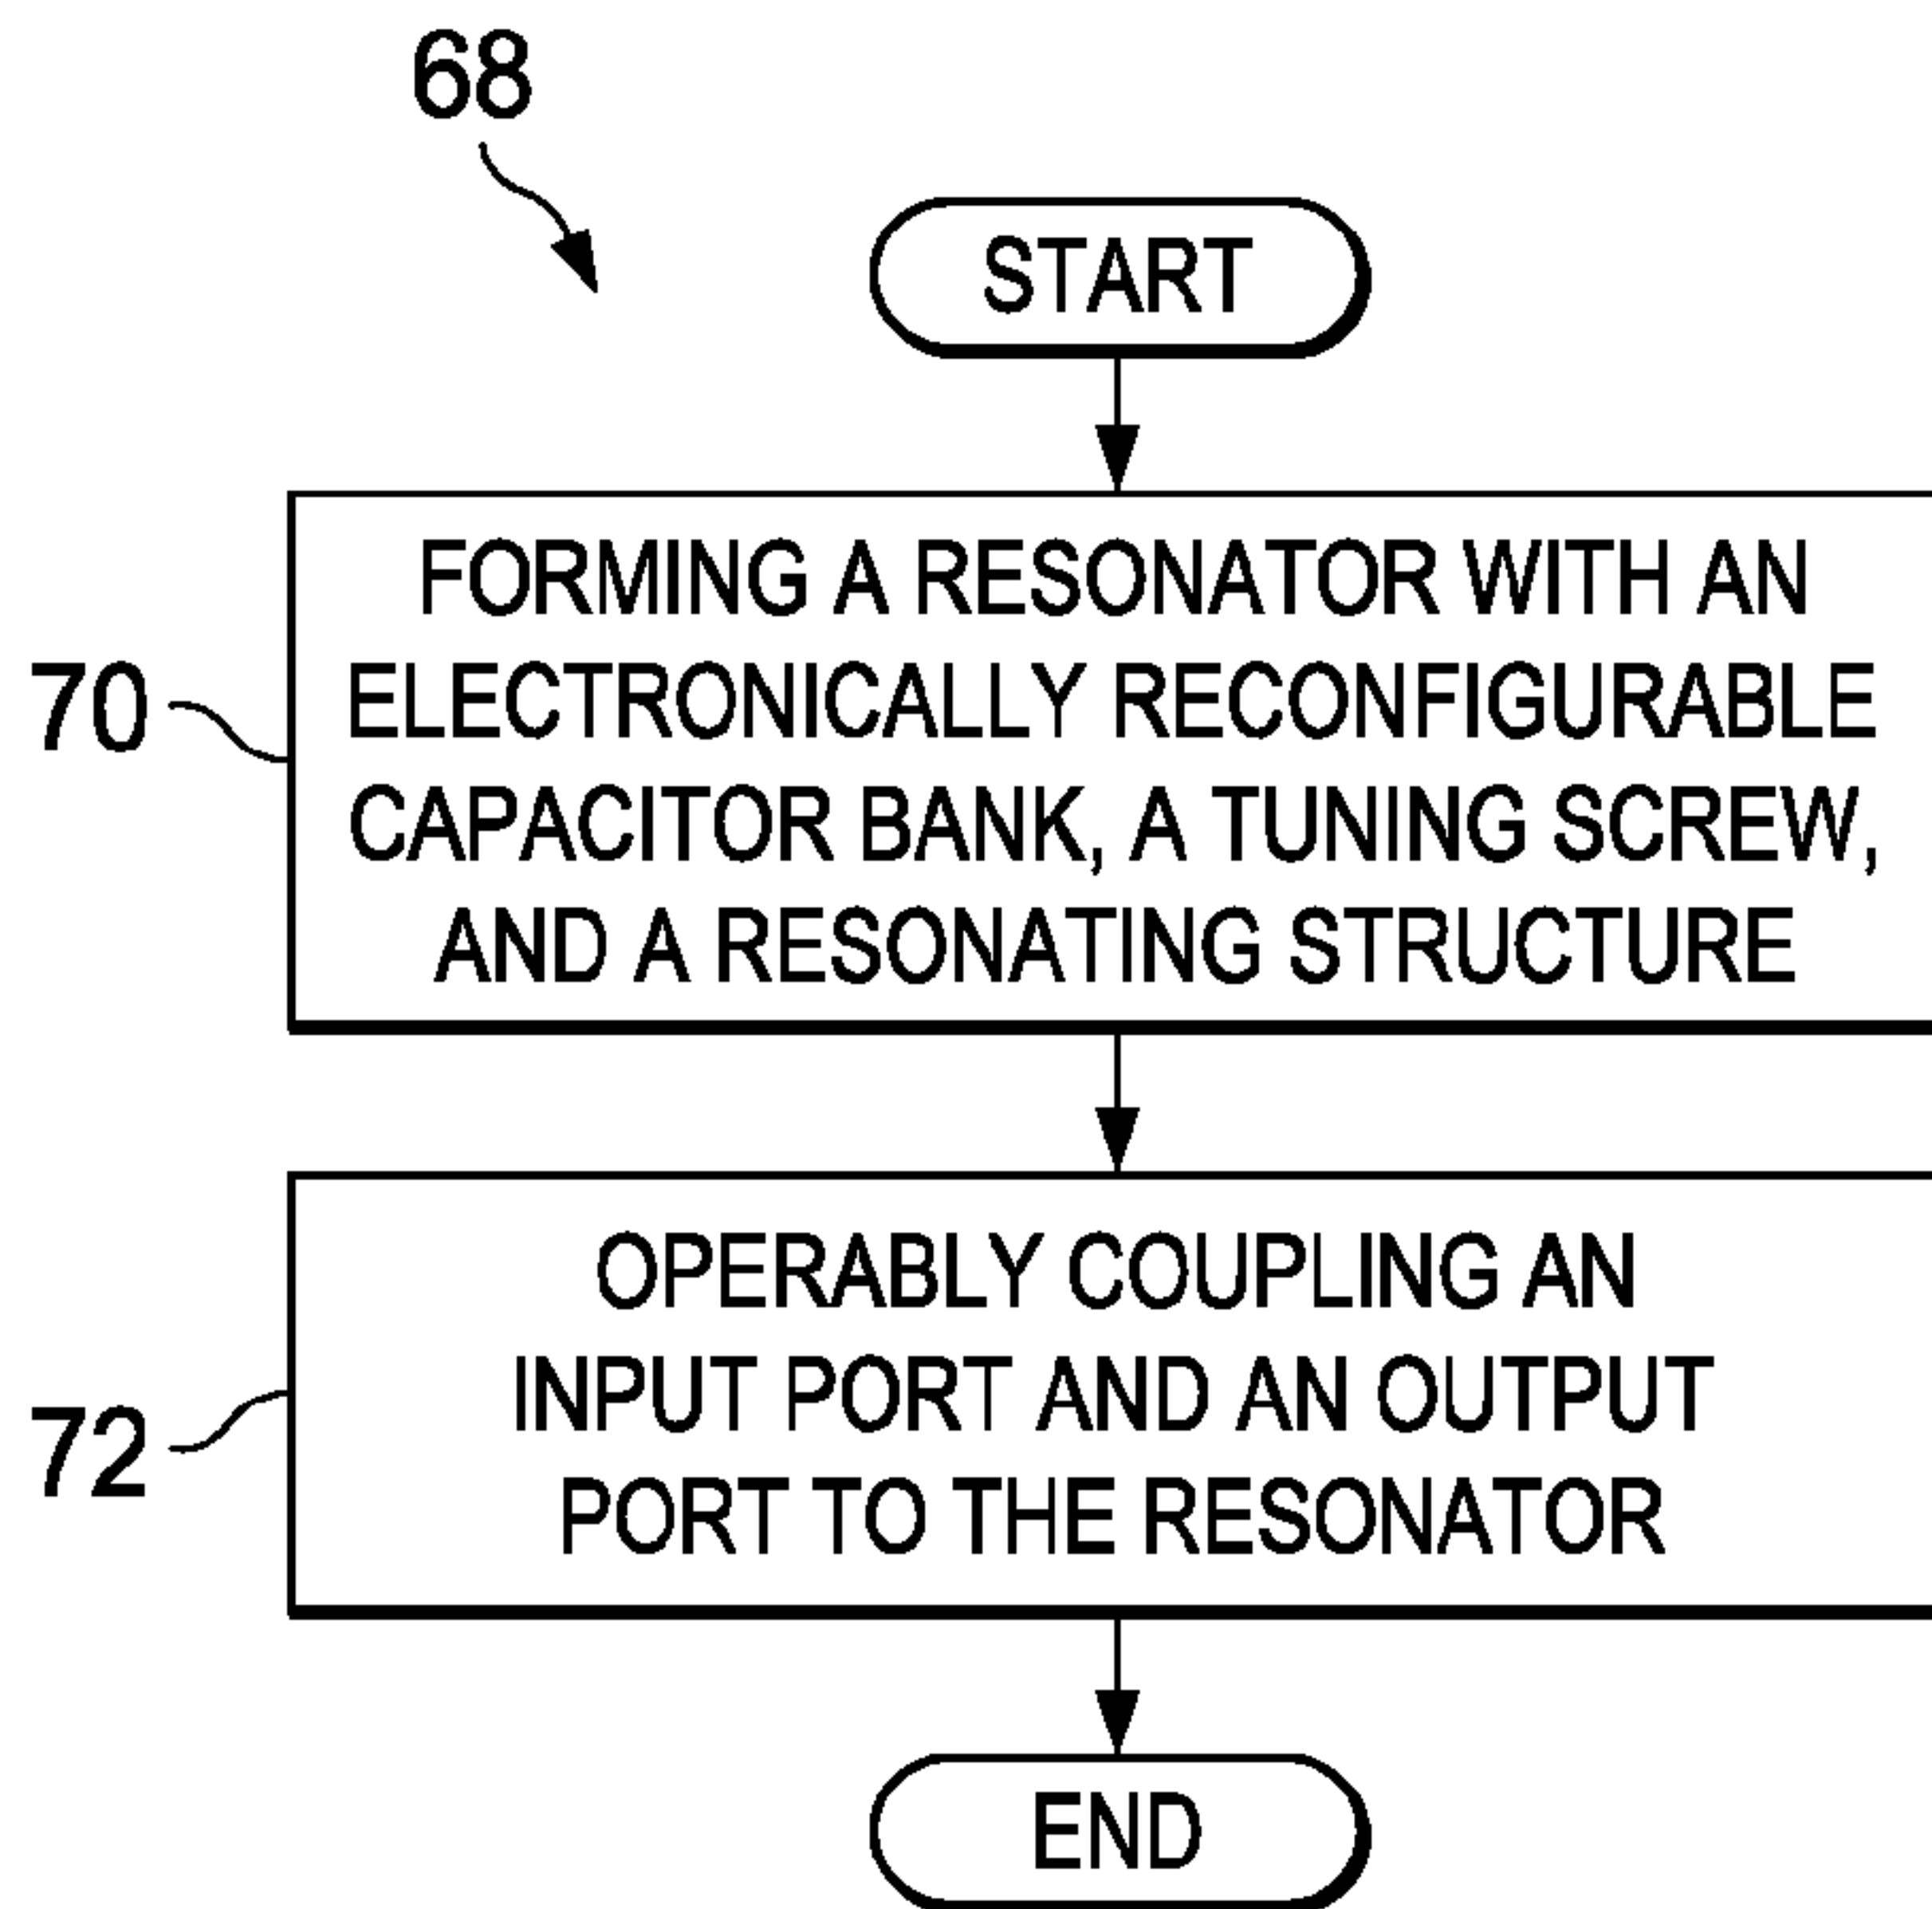 68
START
70
FORMING A RESONATOR WITH AN
ELECTRONICALLY RECONFIGURABLE
CAPACITOR BANK, A TUNING SCREW,
AND A RESONATING STRUCTURE
72
OPERABLY COUPLING AN
INPUT PORT AND AN OUTPUT
PORT TO THE RESONATOR
END